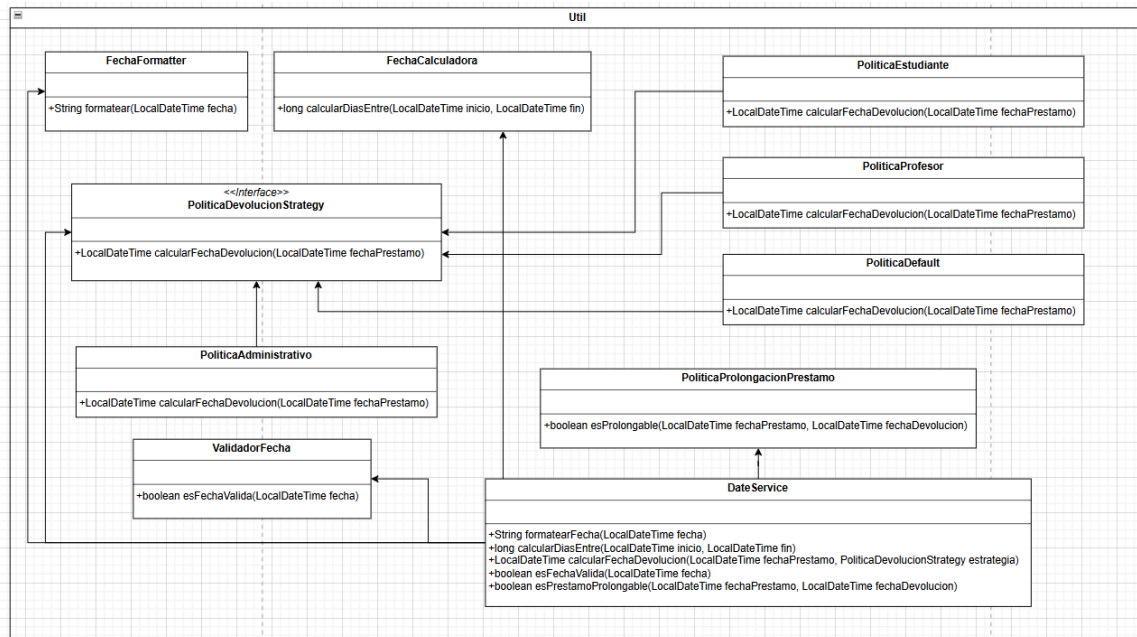 Util
FechaFormatter
+String formatear(LocalDateTime fecha)
FechaCalculadora
+long calcularDiasEntre(LocalDateTime inicio, LocalDateTime fin)
PoliticaEstudiante
+LocalDateTime calcularFechaDevolucion(LocalDateTime fechaPrestamo)
PoliticaProfesor
+LocalDateTime calcularFechaDevolucion(LocalDateTime fechaPrestamo)
<<Interface>>
PoliticaDevolucionStrategy
+LocalDateTime calcularFechaDevolucion(LocalDateTime fechaPrestamo)
PoliticaDefault
+LocalDateTime calcularFechaDevolucion(LocalDateTime fechaPrestamo)
PoliticaAdministrativo
+LocalDateTime calcularFechaDevolucion(LocalDateTime fechaPrestamo)
PoliticaProlongacionPrestamo
+boolean esProlongable(LocalDateTime fechaPrestamo, LocalDateTime fechaDevolucion)
ValidadorFecha
+boolean esFechaValida(LocalDateTime fecha)
DateService
+String formatearFecha(LocalDateTime fecha)
+long calcularDiasEntre(LocalDateTime inicio, LocalDateTime fin)
+LocalDateTime calcularFechaDevolucion(LocalDateTime fechaPrestamo, PoliticaDevolucionStrategy estrategia)
+boolean esFechaValida(LocalDateTime fecha)
+boolean esPrestamoProlongable(LocalDateTime fechaPrestamo, LocalDateTime fechaDevolucion)